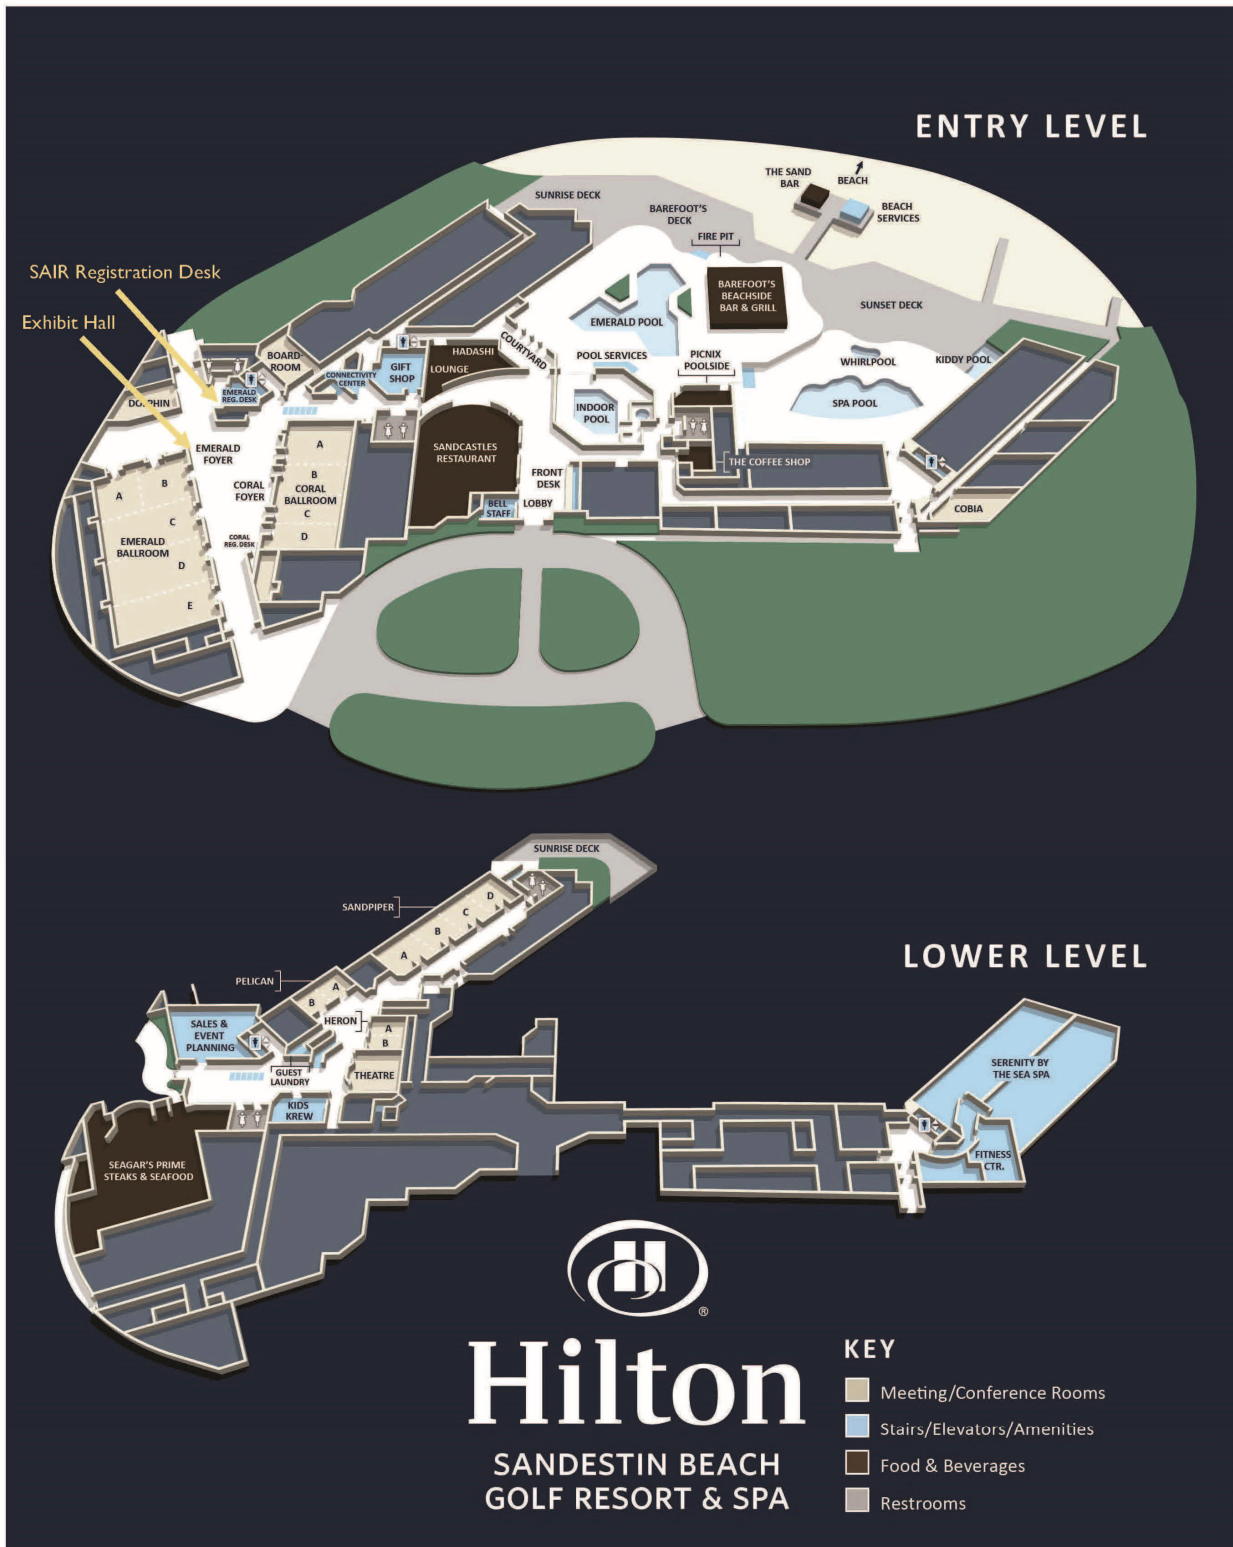 ENTRY LEVEL
THE SAND
BAR
BEACH
BEACH
SERVICES
SUNRISE DECK
BAREFOOT'S
DECK
FIRE PIT
SAIR Registration Desk
Exhibit Hall
BAREFOOT'S
BEACHSIDE
BAR & GRILL
SUNSET DECK
EMERALD POOL
COURTYARD
HADASHI
LOUNGE
BOARD-
ROOM
CONNECTIVITY
CENTER
GIFT
SHOP
POOL SERVICES
PICNIX
POOLSIDE
WHIRLPOOL
KIDDY POOL
EMERALD
REG. DESK
DOLPHIN
INDOOR
POOL
SPA POOL
EMERALD
FOYER
SANDCASTLES
RESTAURANT
THE COFFEE SHOP
A
B
CORAL
BALLROOM
C
D
CORAL
FOYER
CORAL
REG. DESK
A
B
C
EMERALD
BALLROOM
D
E
FRONT
DESK
BELL
STAFF
LOBBY
COBIA
SUNRISE DECK
SANDPIPER
D
C
B
A
LOWER LEVEL
PELICAN
A
B
HERON
A
B
SALES &
EVENT
PLANNING
GUEST
LAUNDRY
THEATRE
KIDS
KREW
SERENITY BY
THE SEA SPA
FITNESS
CTR.
SEAGAR'S PRIME
STEAKS & SEAFOOD
®
Hilton
SANDESTIN BEACH
GOLF RESORT & SPA
KEY
Meeting/Conference Rooms
Stairs/Elevators/Amenities
Food & Beverages
Restrooms